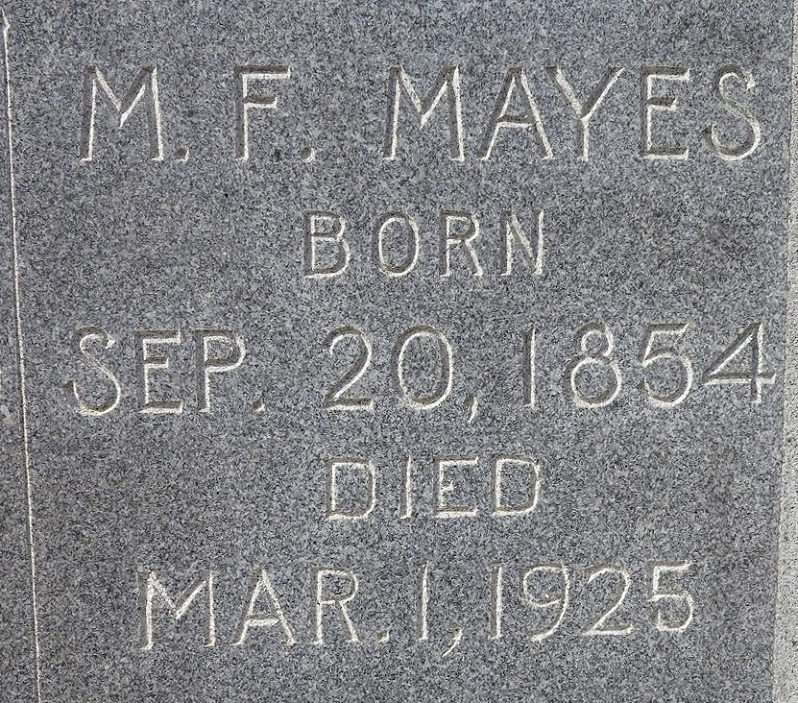 M. F. MAYES
BORN
SEP. 20, 1854
DIED
MAR. 1, 1925